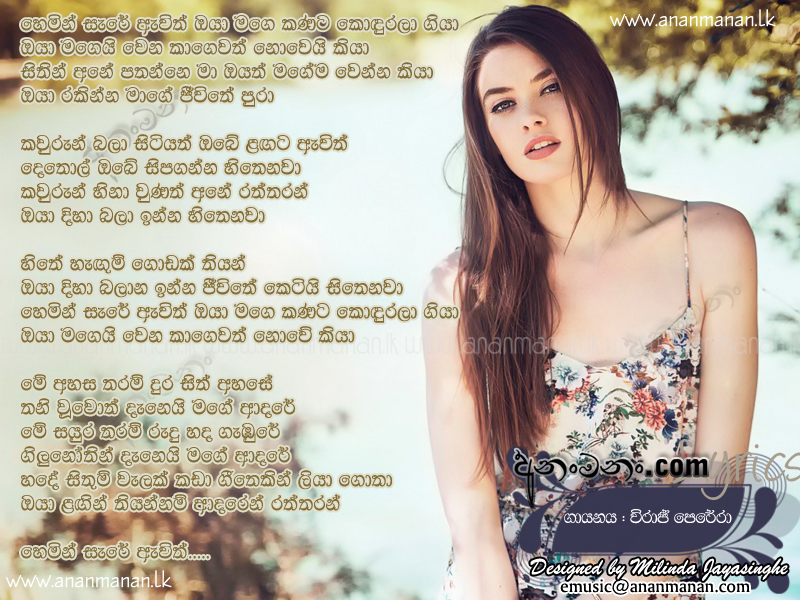 www.ananmanan.lk
හෙමින් සැරේ ඇවිත් ඔයා මගෙ කණට කොඳුරලා ගියා
ඔයා මගෙයි වෙන කාගෙවත් නොවෙයි කියා
සිතින් අනේ පතන්නෙ මා ඔයත් මගේම වෙන්න කියා
ඔයා රකින්න මාගේ ජීවිතේ පුරා
කවුරුන් බලා සිටියත් ඔබේ ළඟට ඇවිත්
දෙතොල් ඔබේ සිපගන්න හිතෙනවා
කවුරුන් හිනා වුණත් අනේ රත්තරන්
ඔයා දිහා බලා ඉන්න හිතෙනවා
හිතේ හැඟුම් ගොඩක් තියන්
ඔයා දිහා බලාන ඉන්න ජීවිතේ කෙටියි සිතෙනවා
හෙමින් සැරේ ඇවිත් ඔයා මගෙ කණට කොඳුරලා ගියා
ඔයා මගෙයි වෙන කාගෙවත් නොවේ කියා
මේ අහස තරම් දුර සිත් අහසේ
තනි වූවොත් දැනෙයි මගේ ආදරේ
මේ සයුර තරම් රුදු හද ගැඹුරේ
ගිලුනෝතින් දැනෙයි මගේ ආදරේ
හදේ සිතුම් වැලක් කඩා ගීතෙකින් ලියා ගොතා
ඔයා ළඟින් තියන්නම් ආදරේන් රත්තරන්
හෙමින් සැරේ ඇවිත්.....
www.ananmanan.lk
අනංමනං.com
lyrics
ගායනය : විරාජ් පෙරේරා
Designed by Milinda Jayasinghe
emusic@ananmanan.com